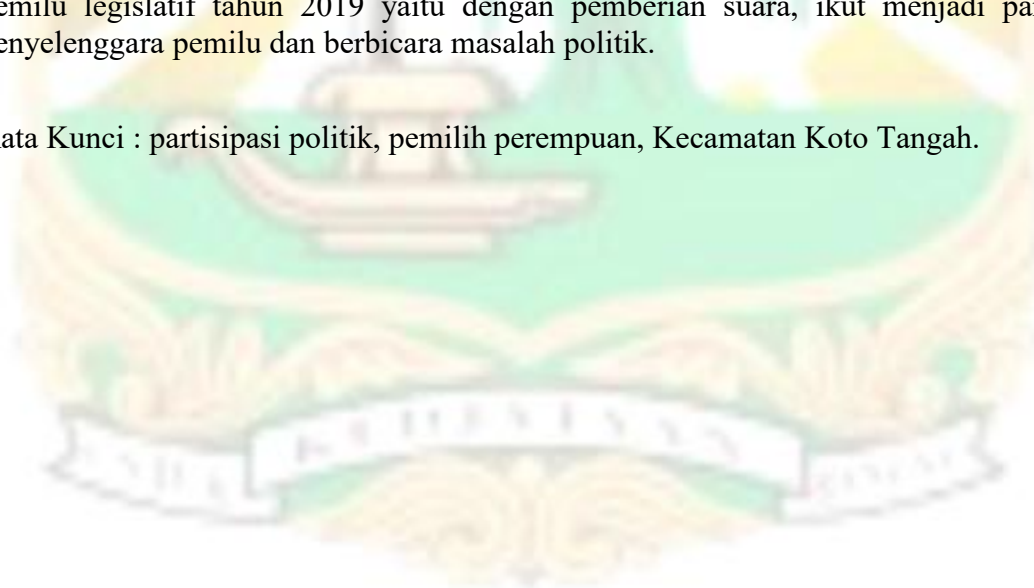 emilu legislatif tahun 2019 yaitu dengan pemberian suara, ikut menjadi pa
enyelenggara pemilu dan berbicara masalah politik.
ata Kunci : partisipasi politik, pemilih perempuan, Kecamatan Koto Tangah.
KEDJAJAAN